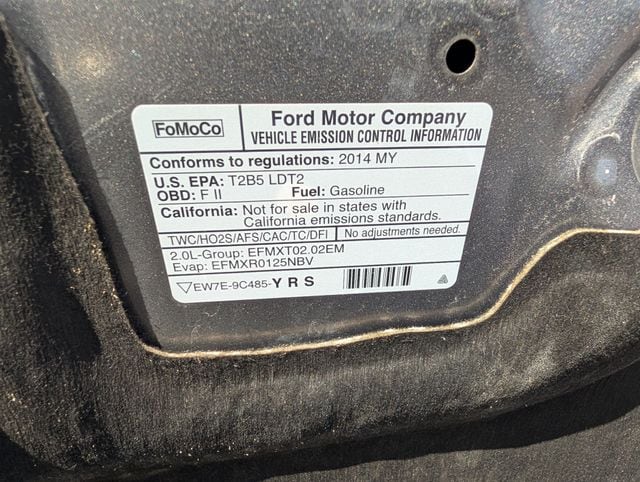 FoMoCo
Ford Motor Company
VEHICLE EMISSION CONTROL INFORMATION
Conforms to regulations: 2014 MY
U.S. EPA: T2B5 LDT2
OBD: F II Fuel: Gasoline
California: Not for sale in states with
California emissions standards.
TWC/HO2S/AFS/CAC/TC/DFI No adjustments needed.
2.0L-Group: EFMXT02.02EM
Evap: EFMXR0125NBV
EW7E-9C485-YRS